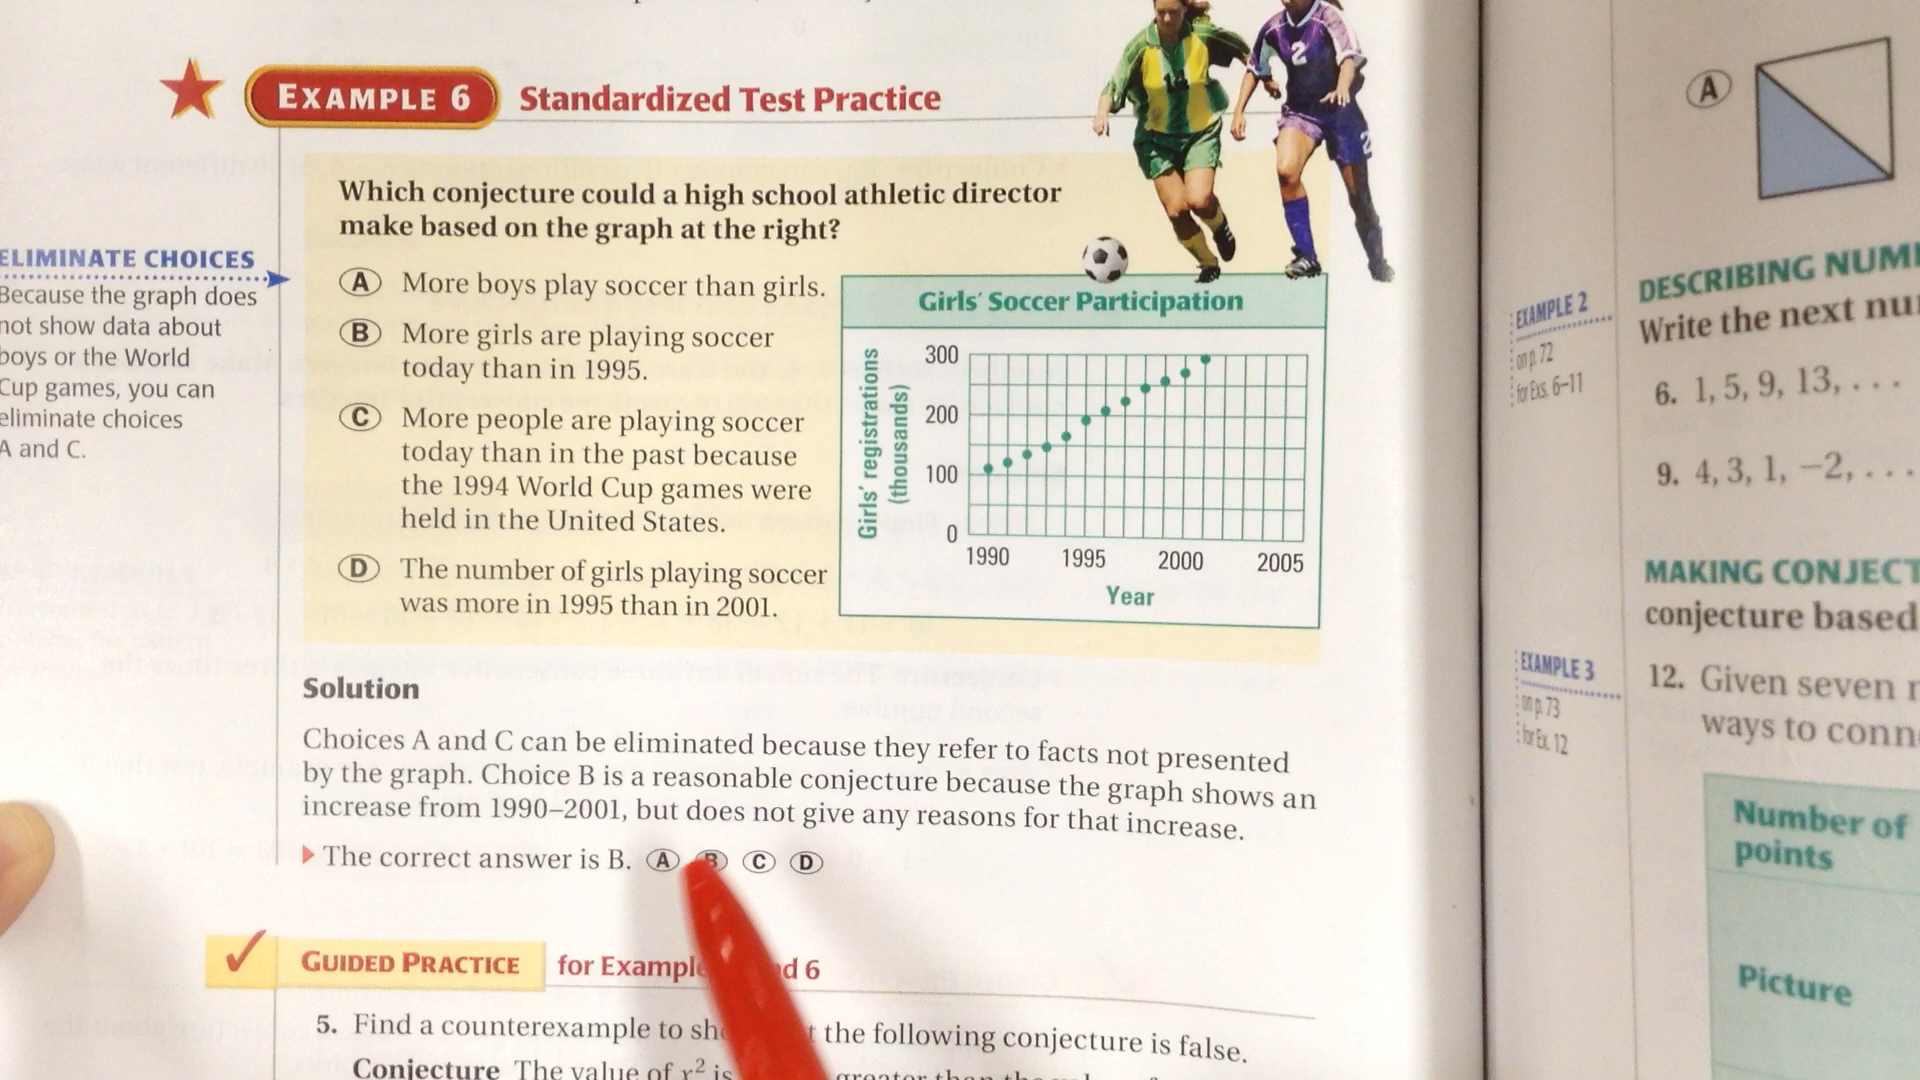 EXAMPLE 6 Standardized Test Practice
Which conjecture could a high school athletic director
make based on the graph at the right?
ELIMINATE CHOICES
Because the graph does
not show data about
boys or the World
Cup games, you can
eliminate choices
A and C.
A More boys play soccer than girls.
B More girls are playing soccer
today than in 1995.
C More people are playing soccer
today than in the past because
the 1994 World Cup games were
held in the United States.
D The number of girls playing soccer
was more in 1995 than in 2001.
Girls' Soccer Participation
Girls' registrations
(thousands)
300
200
100
0
1990 1995 2000 2005
Year
Solution
Choices A and C can be eliminated because they refer to facts not presented
by the graph. Choice B is a reasonable conjecture because the graph shows an
increase from 1990–2001, but does not give any reasons for that increase.
The correct answer is B. A B C D
GUIDED PRACTICE for Example d 6
5. Find a counterexample to the following conjecture is false.
Conjecture The value of x² is
14
2
2
A
DESCRIBING
Write the next
EXAMPLE 2
on p. 72
for Exs. 6–11
6. 1, 5, 9, 13, . . .
9. 4, 3, 1, −2, . . .
MAKING
conjecture based
EXAMPLE 3
on p. 73
for Ex. 12
12. Given seven
ways to
Number of
points
Picture